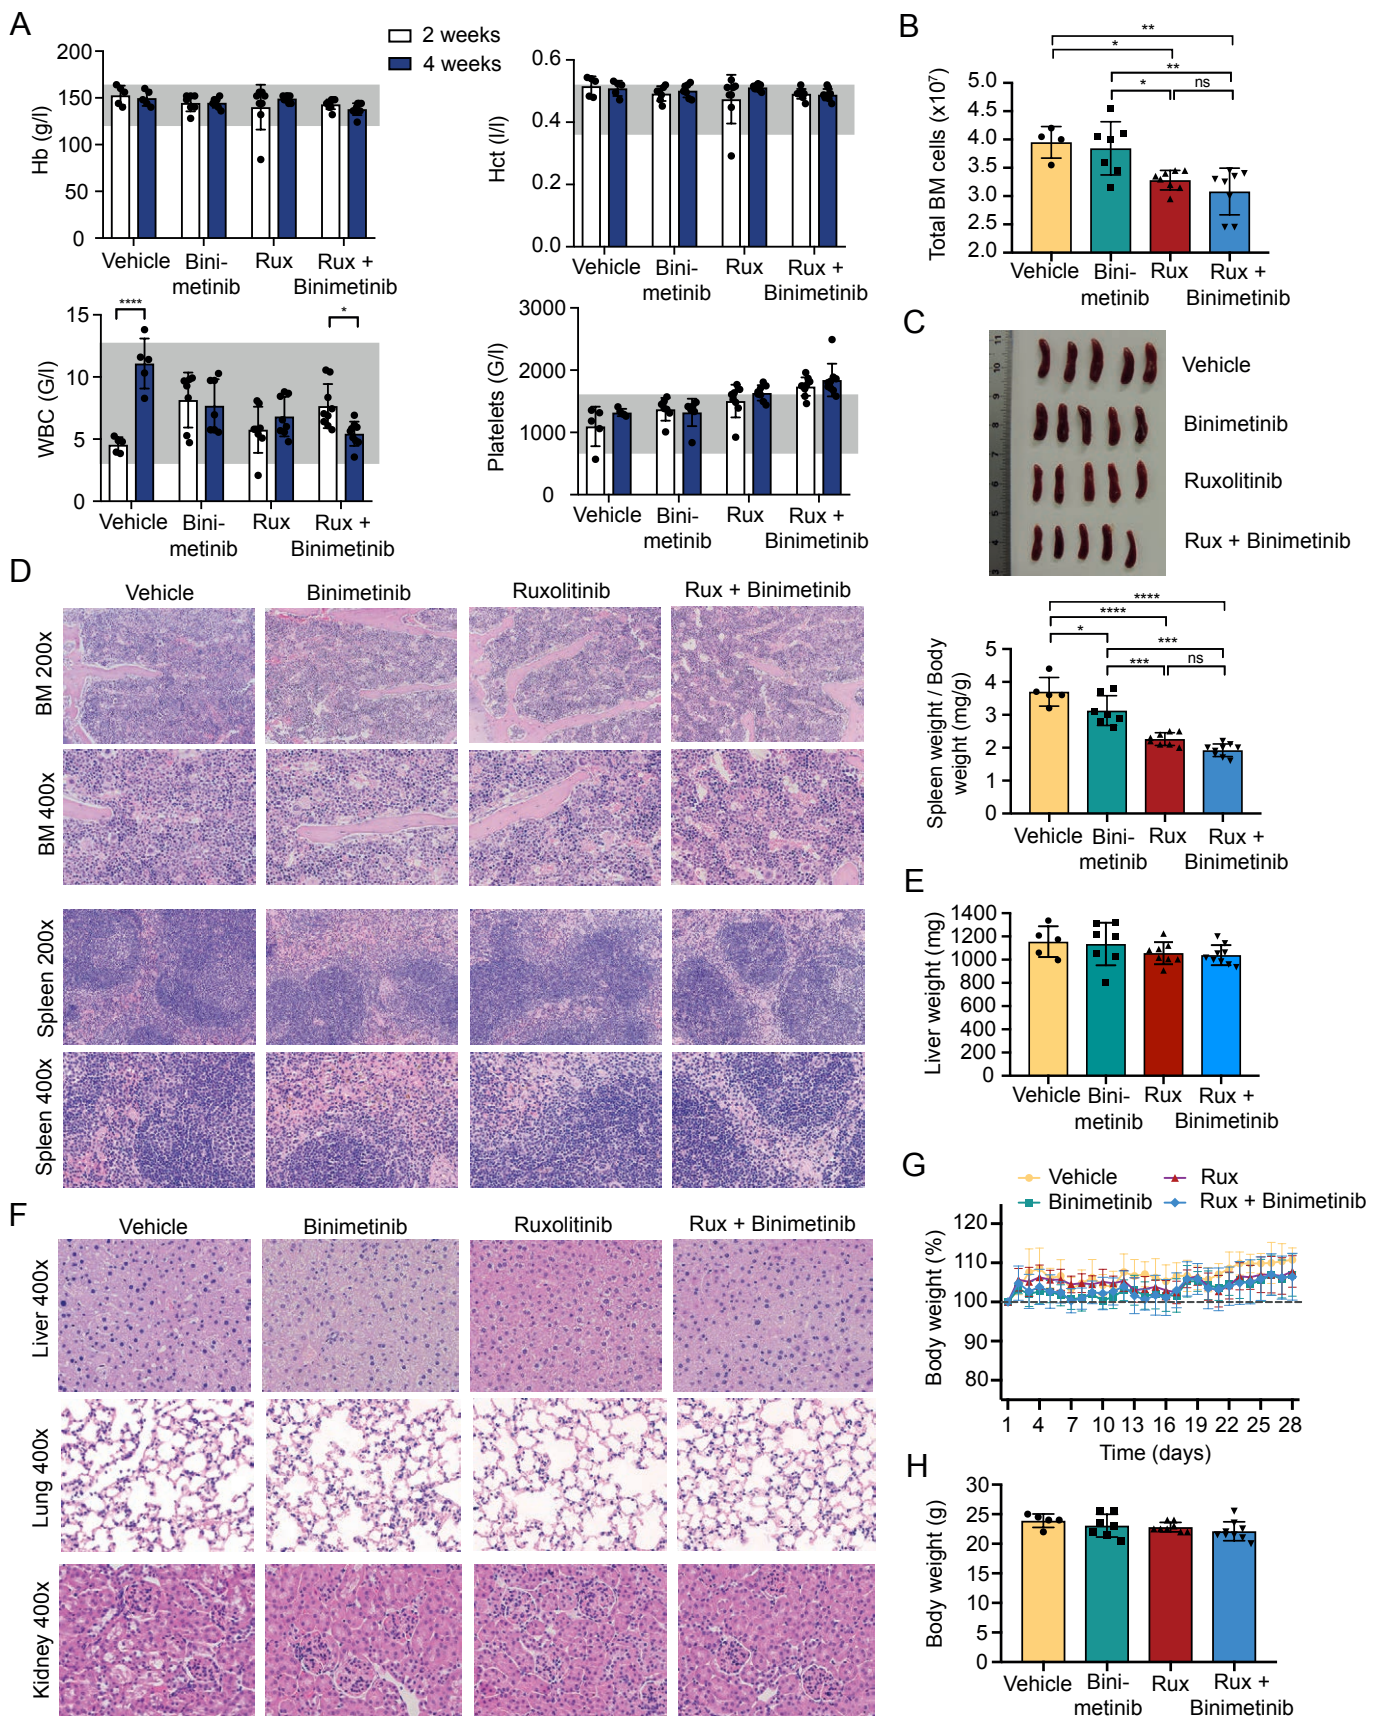 A
2 weeks
4 weeks
200
150
100
50
0
Hb (g/l)
Vehicle
Bini-
metinib
Rux
Rux +
Binimetinib
0.6
0.4
0.2
0.0
Hct (l/l)
Vehicle
Bini-
metinib
Rux
Rux +
Binimetinib
15
10
5
0
WBC (G/l)
****
*
Vehicle
Bini-
metinib
Rux
Rux +
Binimetinib
3000
2000
1000
0
Platelets (G/l)
Vehicle
Bini-
metinib
Rux
Rux +
Binimetinib
B
**
*
**
*
ns
5.0
4.0
3.5
3.0
2.5
2.0
Total BM cells (x10⁷)
Vehicle
Bini-
metinib
Rux
Rux +
Binimetinib
C
11
10
9
8
7
6
5
4
3
Vehicle
Binimetinib
Ruxolitinib
Rux + Binimetinib
****
****
*
***
***
ns
5
4
3
2
1
0
Spleen weight / Body
weight (mg/g)
Vehicle
Bini-
metinib
Rux
Rux +
Binimetinib
D
Vehicle
Binimetinib
Ruxolitinib
Rux + Binimetinib
BM 200x
BM 400x
Spleen 200x
Spleen 400x
E
1400
1200
1000
800
600
400
200
0
Liver weight (mg)
Vehicle
Bini-
metinib
Rux
Rux +
Binimetinib
F
Vehicle
Binimetinib
Ruxolitinib
Rux + Binimetinib
Liver 400x
Lung 400x
Kidney 400x
G
Vehicle
Rux
Binimetinib
Rux + Binimetinib
120
110
100
90
80
Body weight (%)
1 4 7 10 13 16 19 22 25 28
Time (days)
H
30
25
20
15
10
5
0
Body weight (g)
Vehicle
Bini-
metinib
Rux
Rux +
Binimetinib